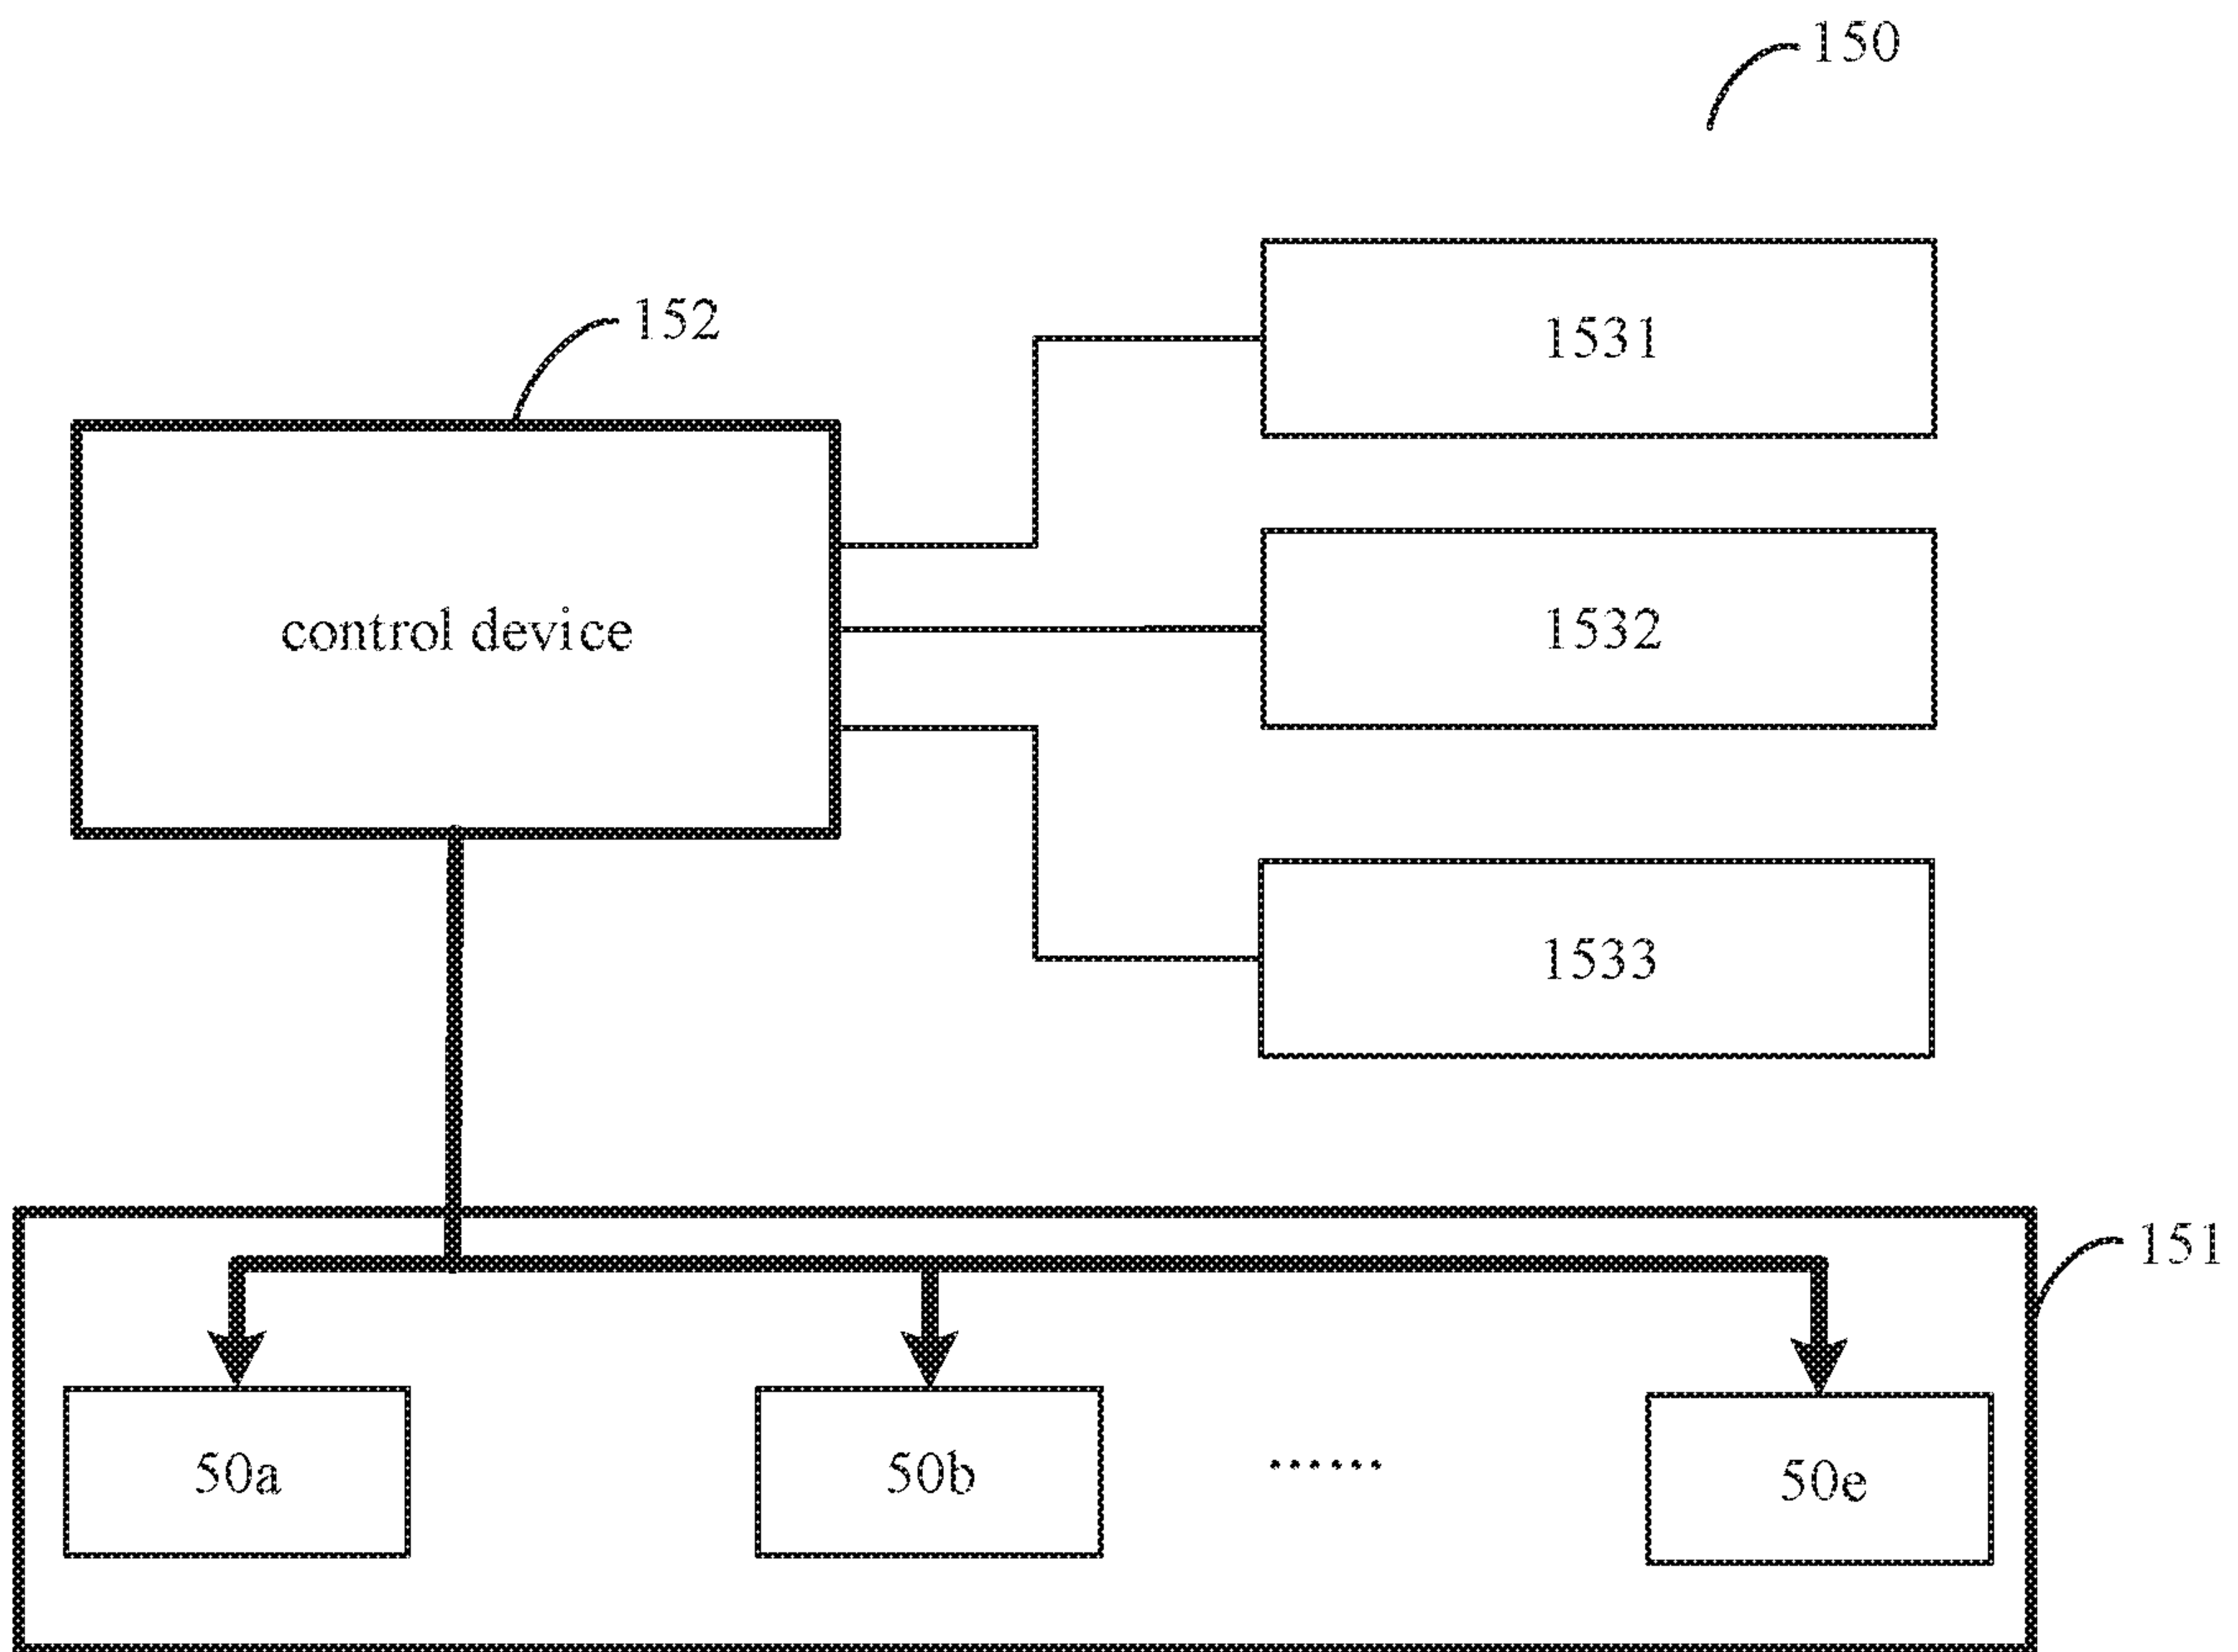 150
152
1531
control device
1532
1533
151
50a
50b
......
50e